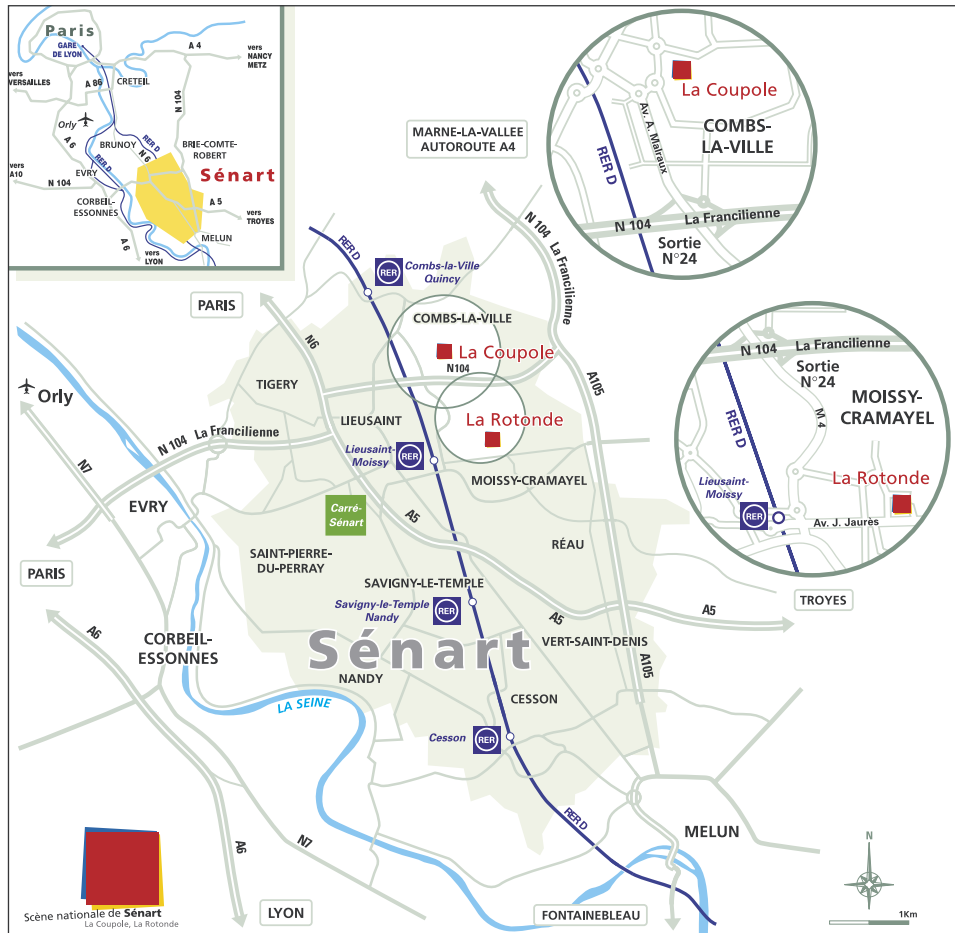 Paris
GARE
DE LYON
A 4
vers
NANCY
METZ
vers
VERSAILLES
A 86
CRETEIL
N 104
Orly
A 6
BRUNOY
RER D
N 6
BRIE-COMTE-
ROBERT
RER D
vers
A10
N 104
EVRY
Sénart
CORBEIL-
ESSONNES
A 5
vers
TROYES
A 6
MELUN
vers
LYON
MARNE-LA-VALLEE
AUTOROUTE A4
La Coupole
Av. A. Malraux
COMBS-
LA-VILLE
RER D
N 104
La Francilienne
Sortie
N°24
N 104
La Francilienne
Sortie
N°24
MOISSY-
CRAMAYEL
RER D
M 4
Lieusaint-
Moissy
RER
La Rotonde
Av. J. Jaurès
RER D
RER
Combs-la-Ville
Quincy
N 104
La Francilienne
PARIS
N6
COMBS-LA-VILLE
La Coupole
N104
TIGERY
A105
Orly
LIEUSAINT
La Rotonde
N7
N 104
La Francilienne
Lieusaint-
Moissy
RER
MOISSY-CRAMAYEL
EVRY
Carré-
Sénart
A5
RÉAU
SAINT-PIERRE-
DU-PERRAY
PARIS
SAVIGNY-LE-TEMPLE
TROYES
Savigny-le-Temple
Nandy
RER
A5
A5
A6
CORBEIL-
ESSONNES
Sénart
VERT-SAINT-DENIS
A105
NANDY
CESSON
LA SEINE
Cesson
RER
RER D
MELUN
A6
N7
N
Scène nationale de Sénart
La Coupole, La Rotonde
LYON
FONTAINEBLEAU
1Km